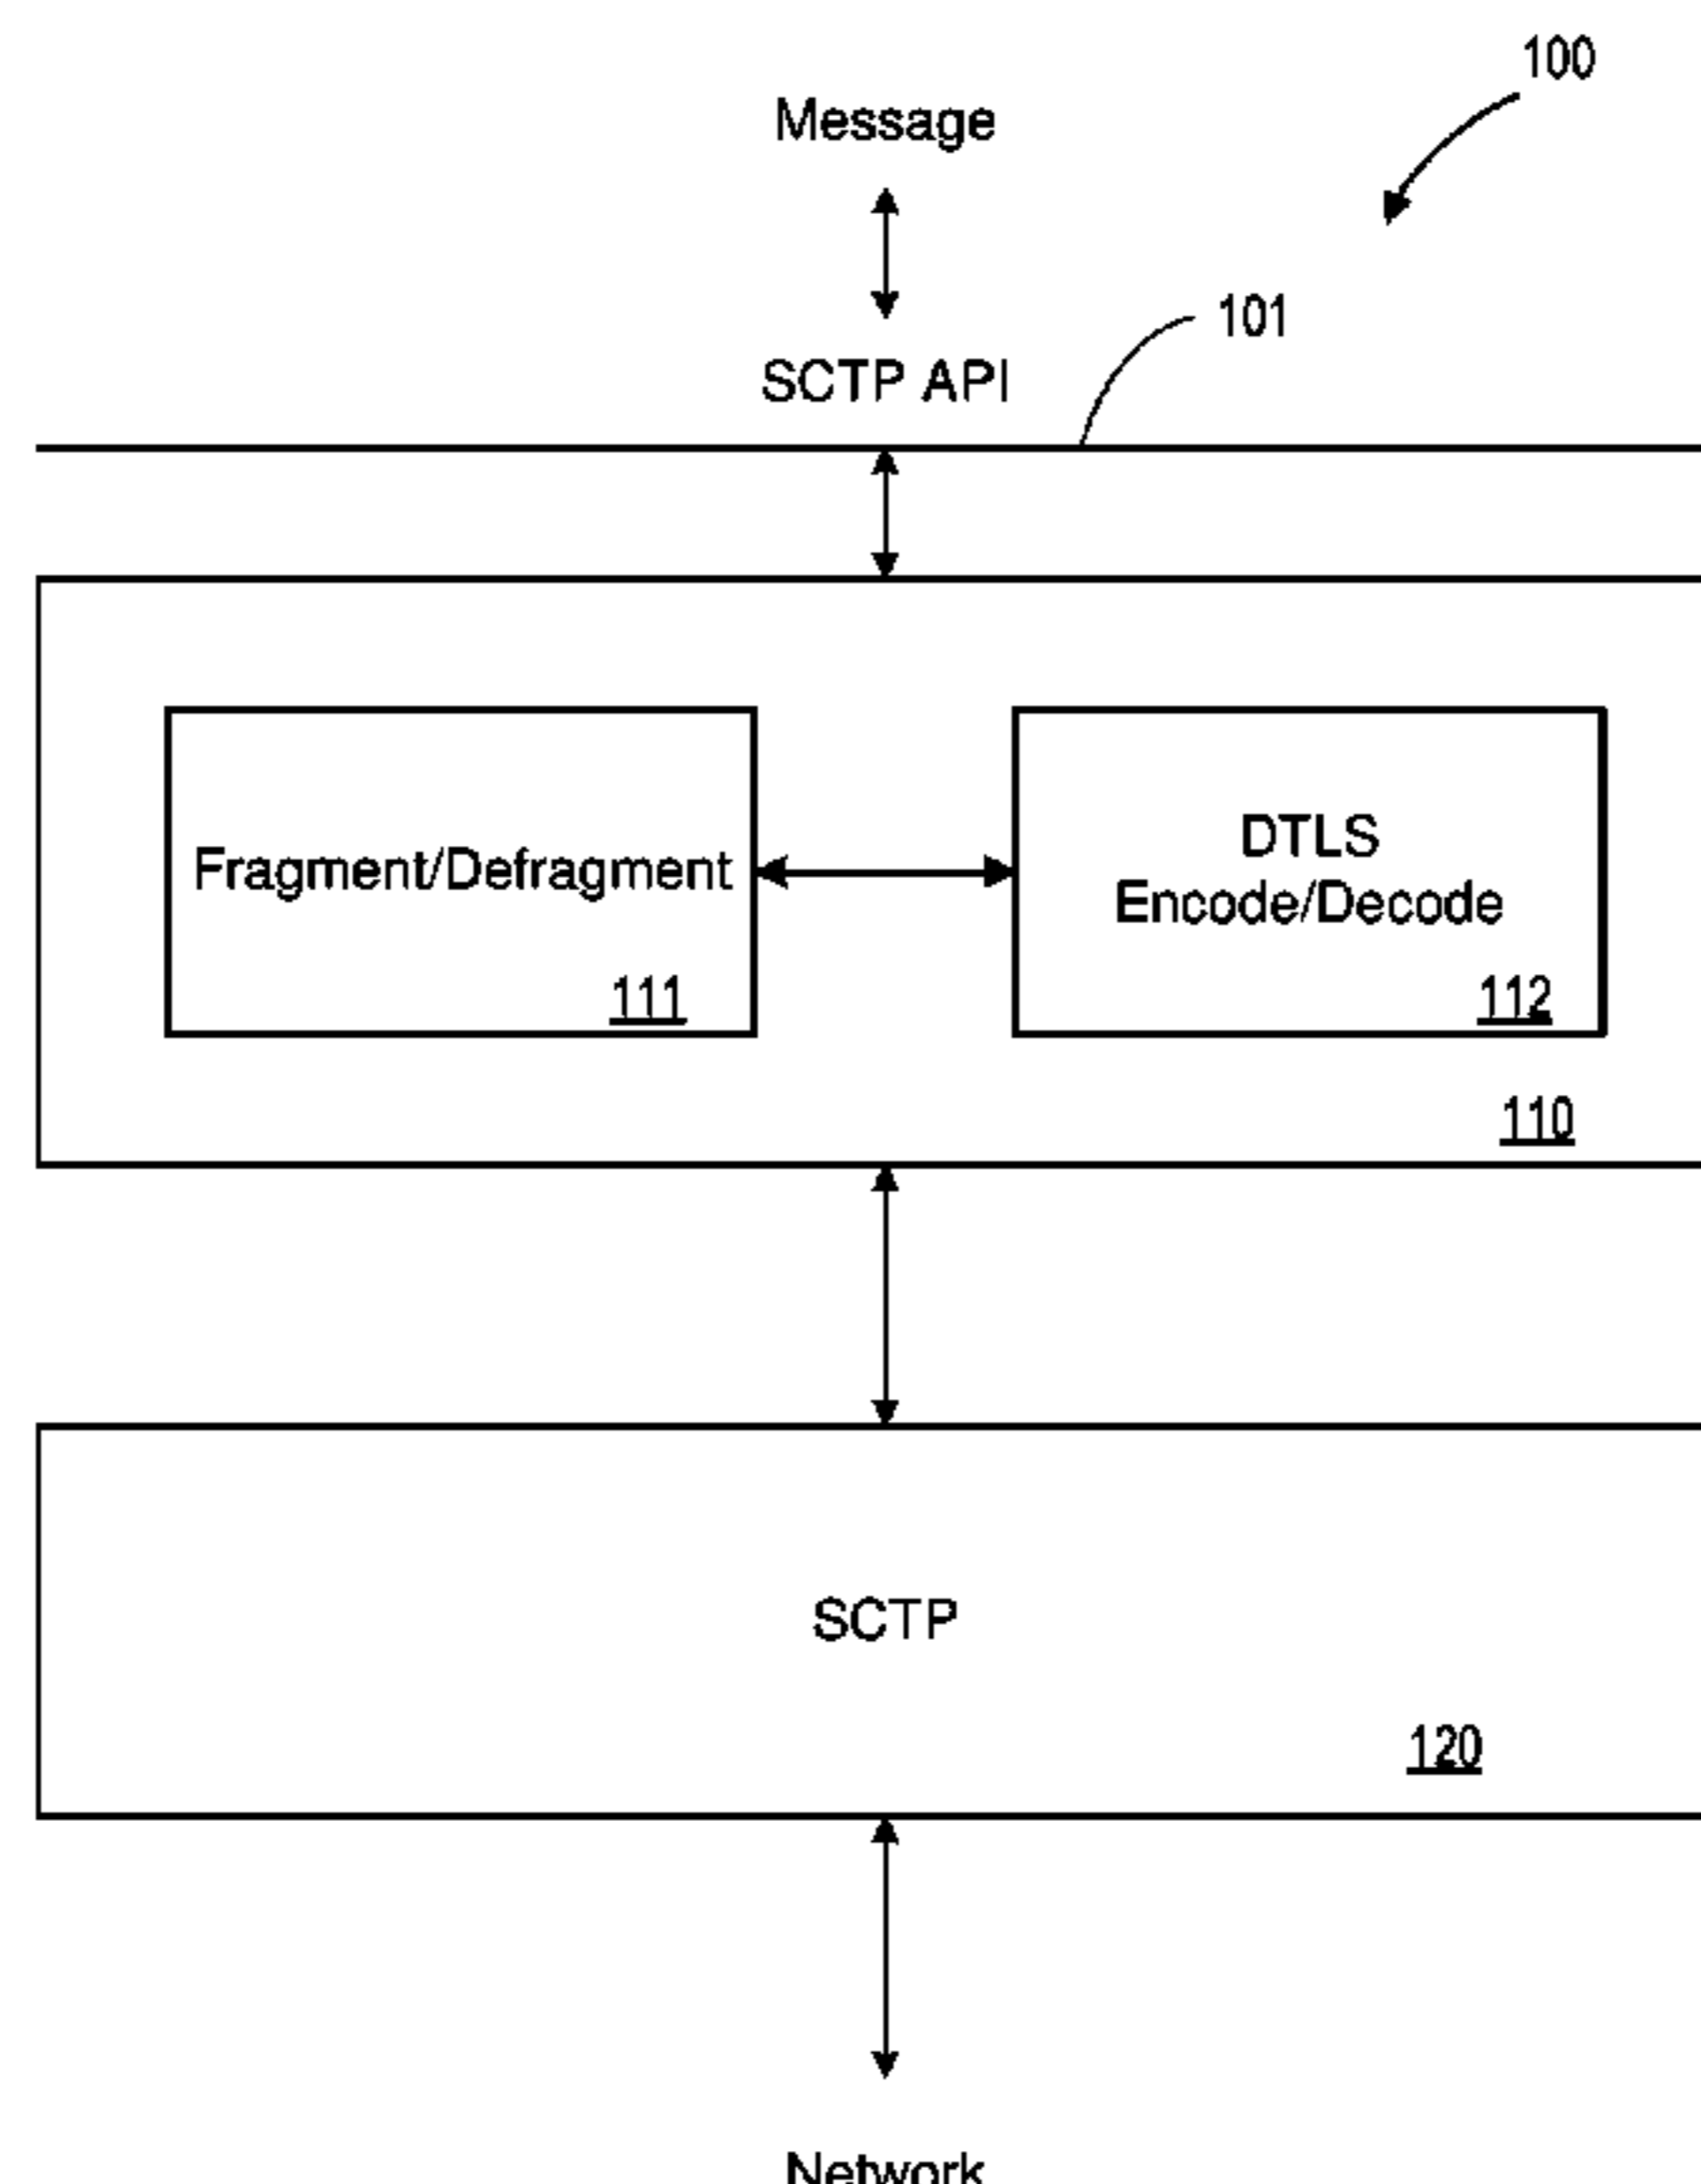 100
Message
101
SCTP API
Fragment/Defragment
111
DTLS
Encode/Decode
112
110
SCTP
120
Network